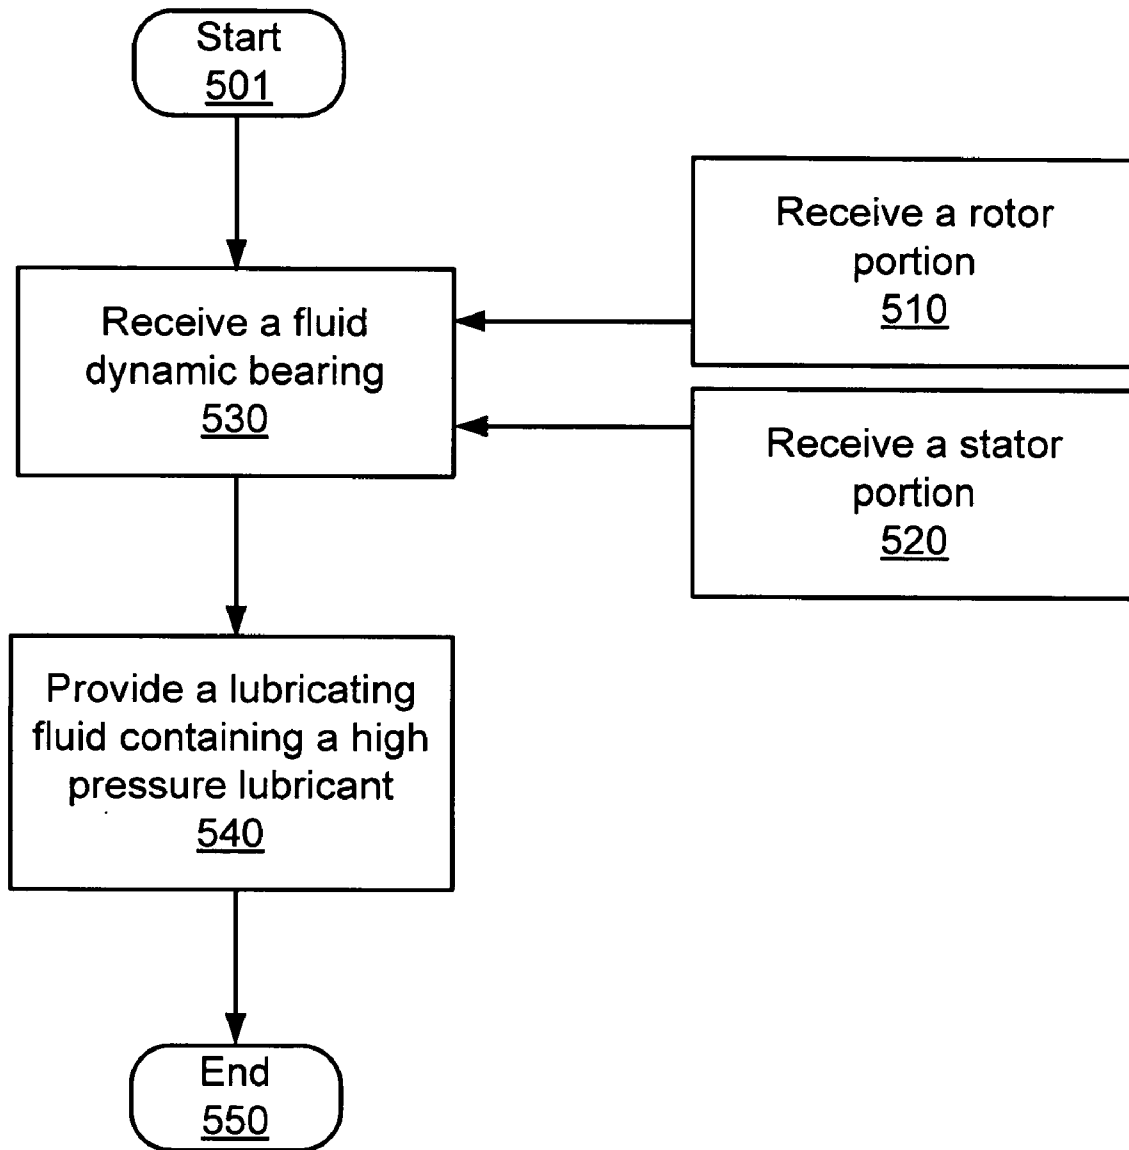 Start
501
Receive a rotor
portion
510
Receive a fluid
dynamic bearing
530
Receive a stator
portion
520
Provide a lubricating
fluid containing a high
pressure lubricant
540
End
550